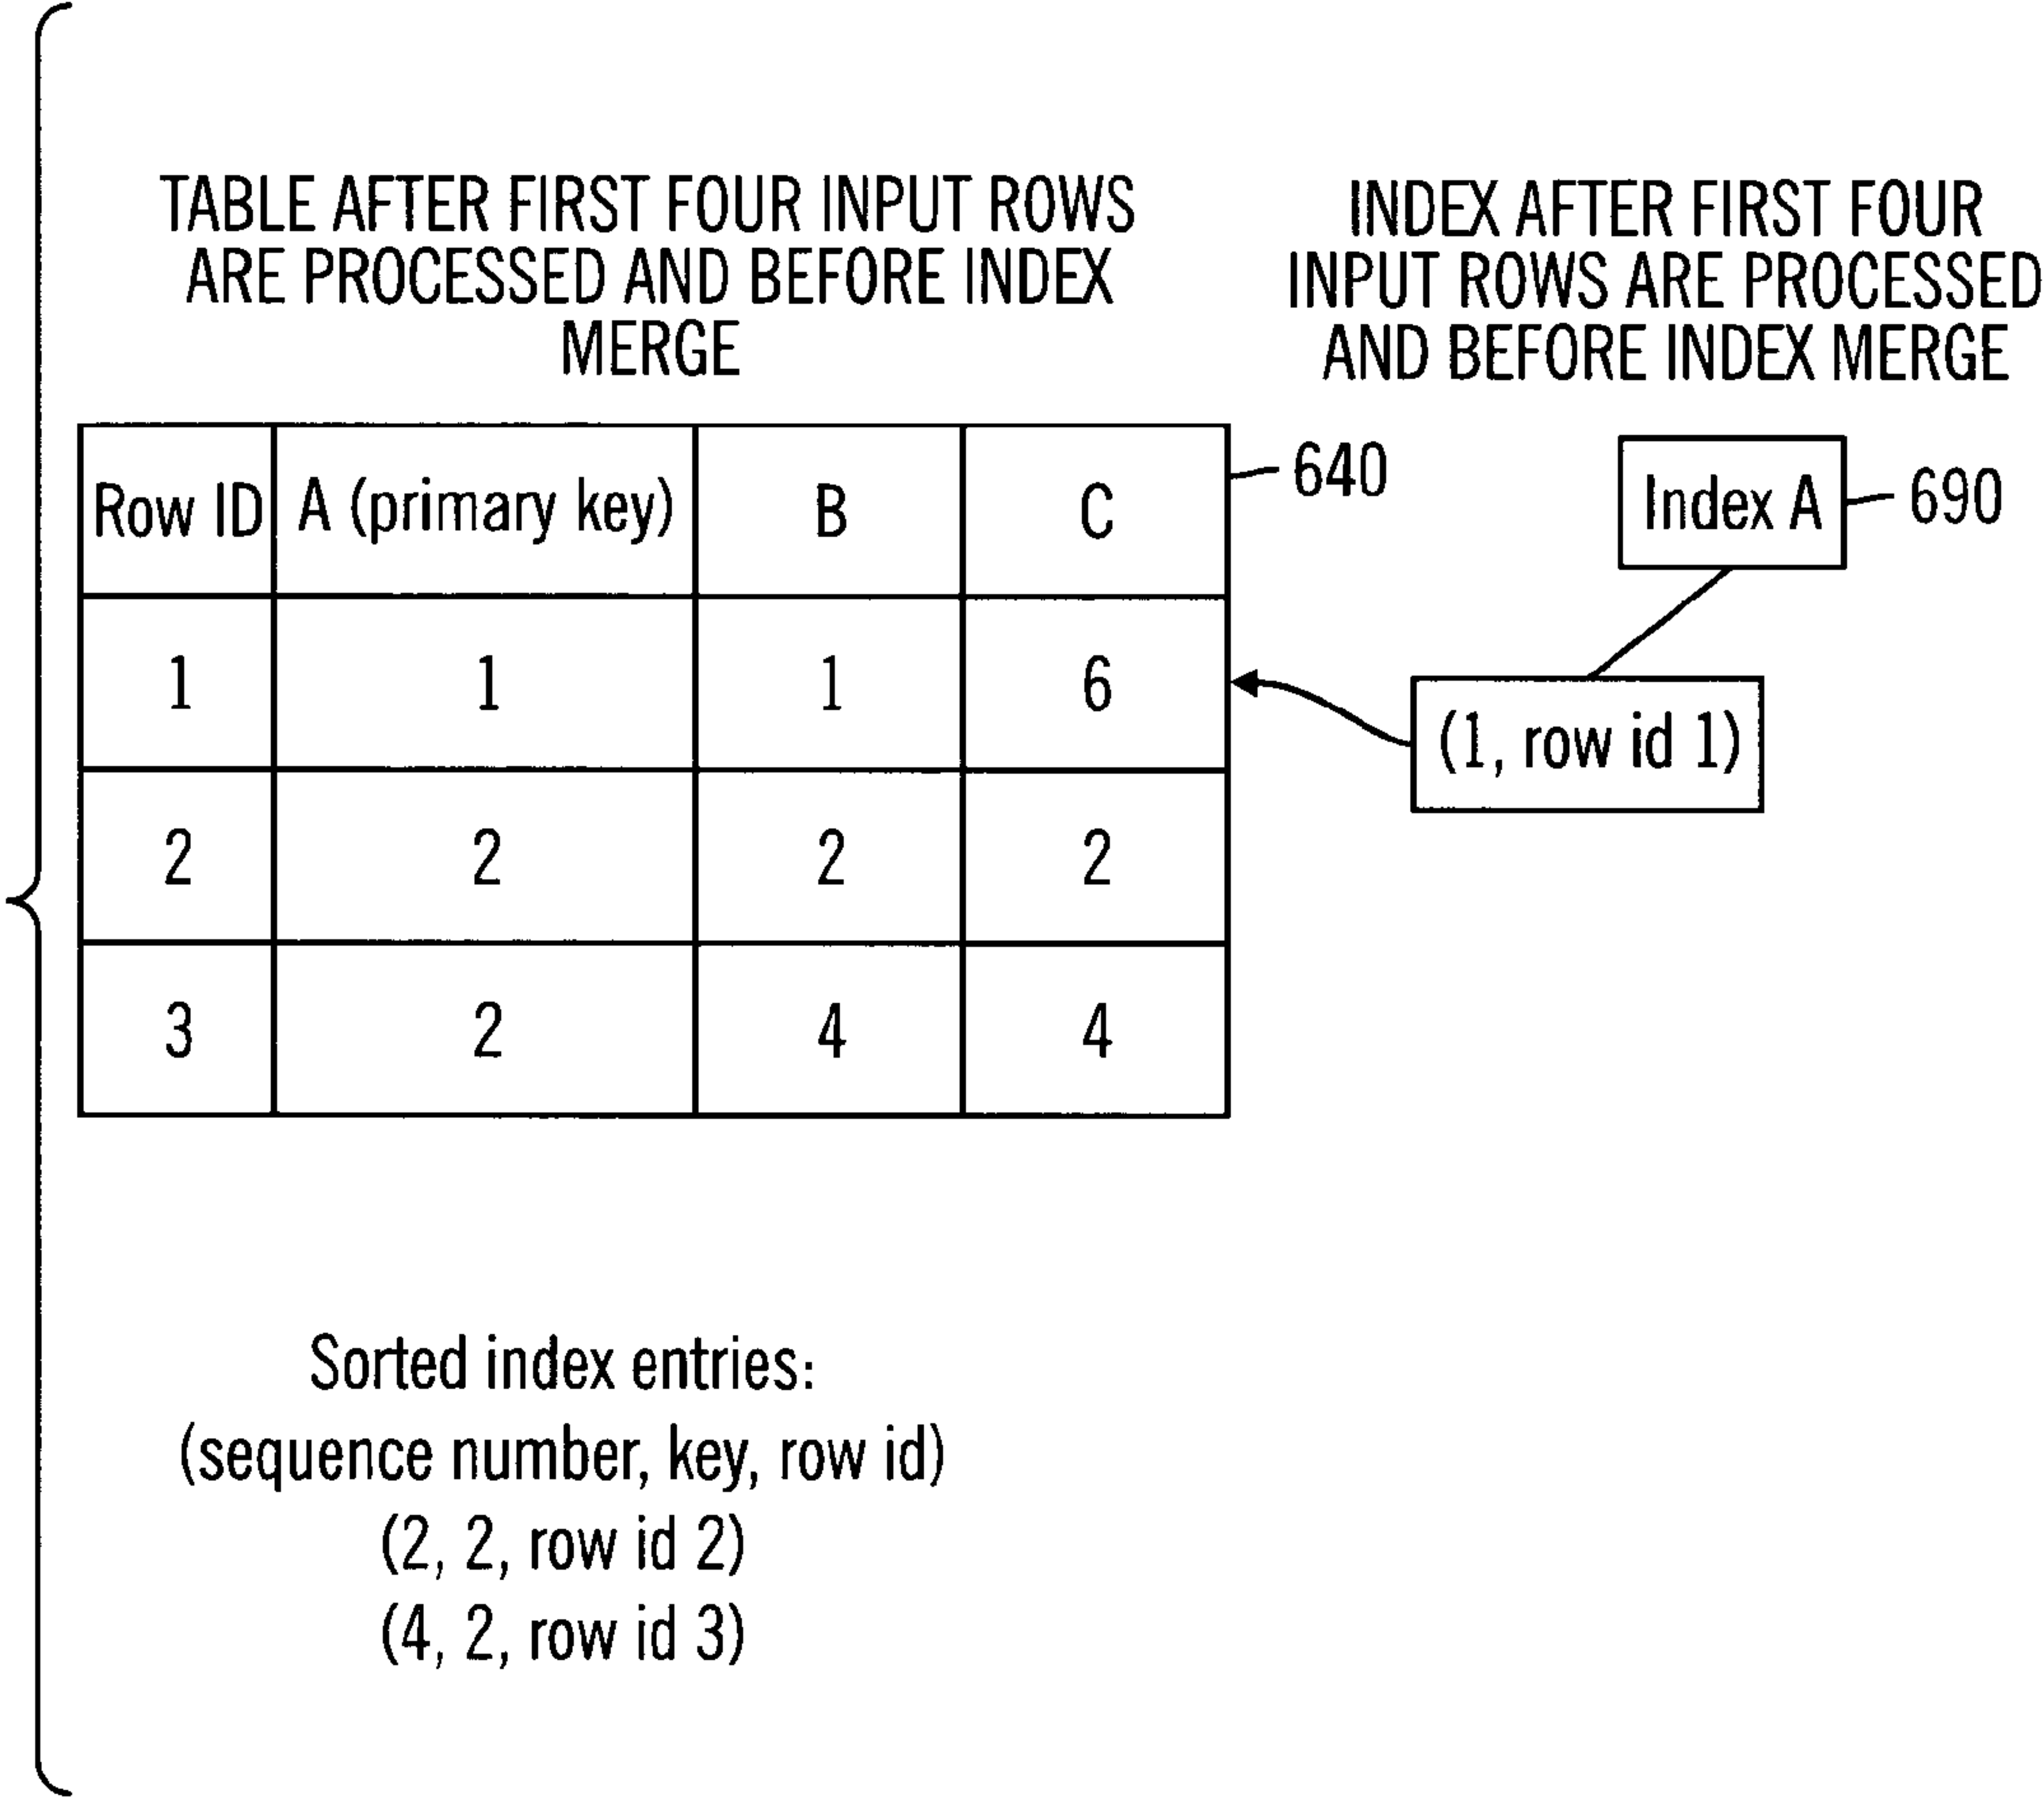 TABLE AFTER FIRST FOUR INPUT ROWS
ARE PROCESSED AND BEFORE INDEX
MERGE
INDEX AFTER FIRST FOUR
INPUT ROWS ARE PROCESSED
AND BEFORE INDEX MERGE
Row ID A (primary key) B C
640
Index A
690
1 1 1 6
(1, row id 1)
2 2 2 2
3 2 4 4
Sorted index entries:
(sequence number, key, row id)
(2, 2, row id 2)
(4, 2, row id 3)